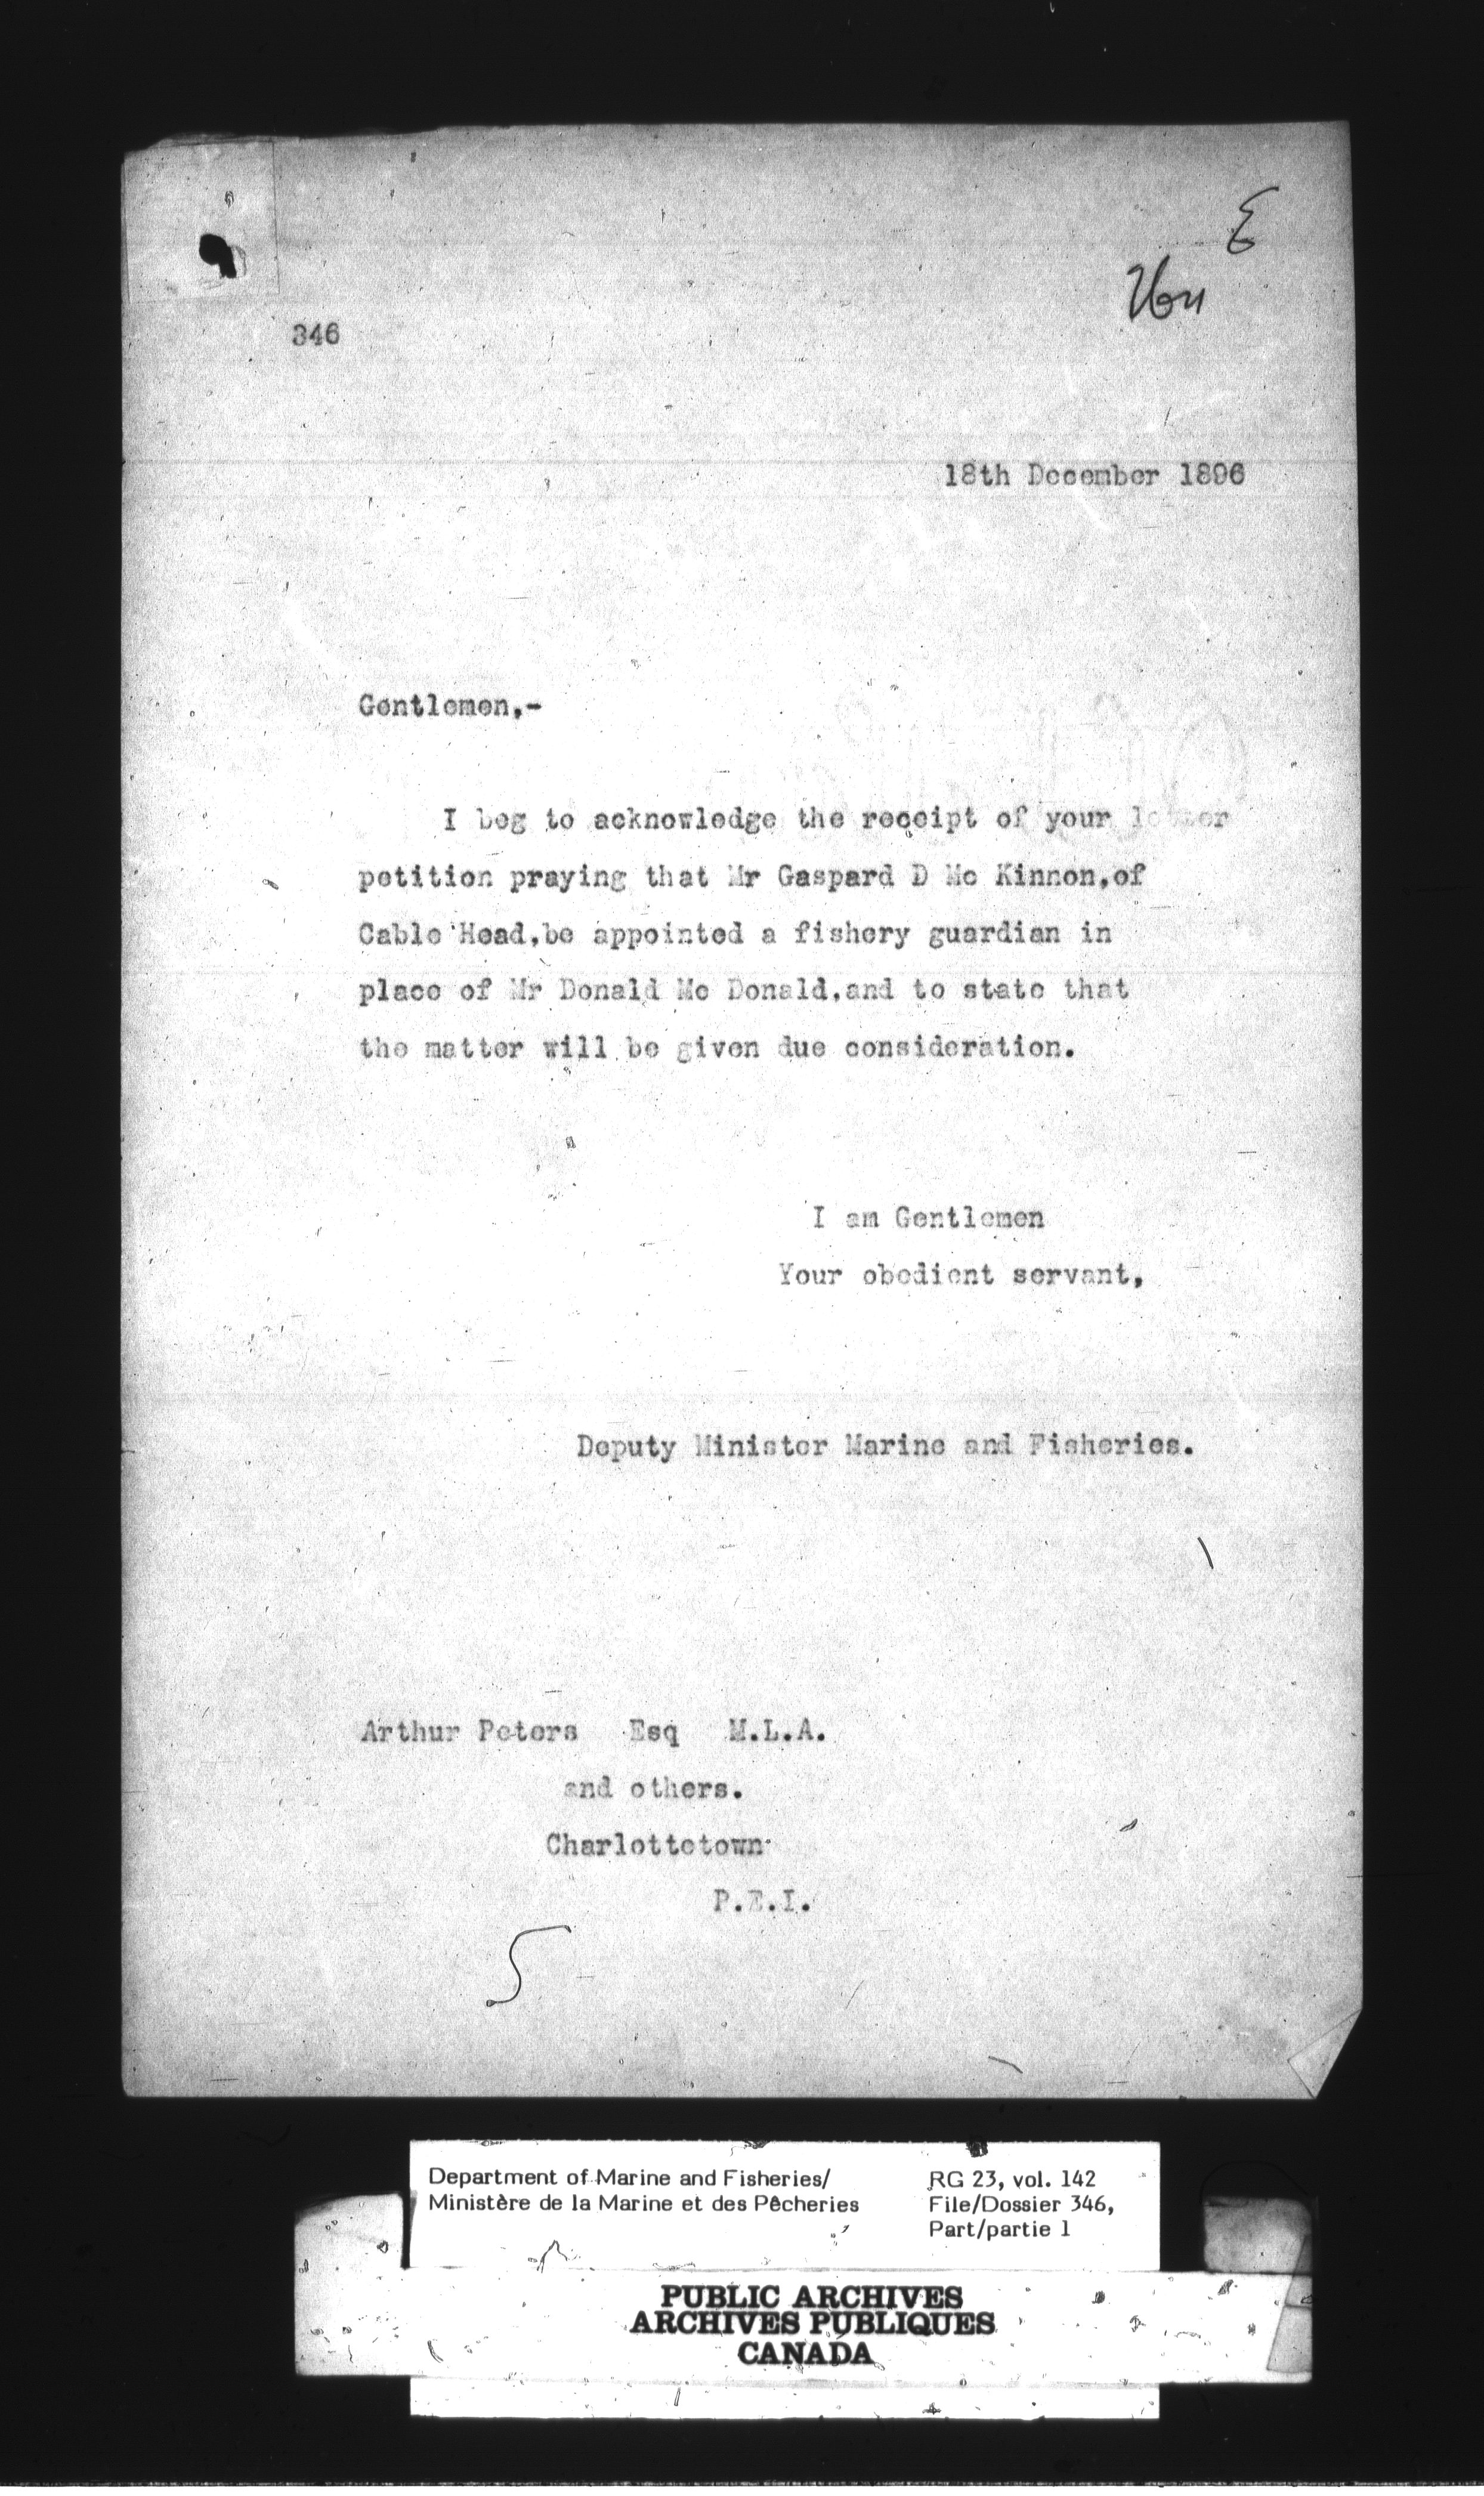 346
18th December 1896
Gentlemen,-
I beg to acknowledge the receipt of your letter
petition praying that Mr Gaspard D Mc Kinnon,of
Cable Head,be appointed a fishery guardian in
place of Mr Donald Mc Donald,and to state that
the matter will be given due consideration.
I am Gentlemen
Your obedient servant,
Deputy Minister Marine and Fisheries.
Arthur Peters Esq M.L.A.
and others.
Charlottetown
P.E.I.
Department of Marine and Fisheries/
Ministère de la Marine et des Pêcheries
RG 23, vol. 142
File/Dossier 346,
Part/partie 1
PUBLIC ARCHIVES
ARCHIVES PUBLIQUES
CANADA